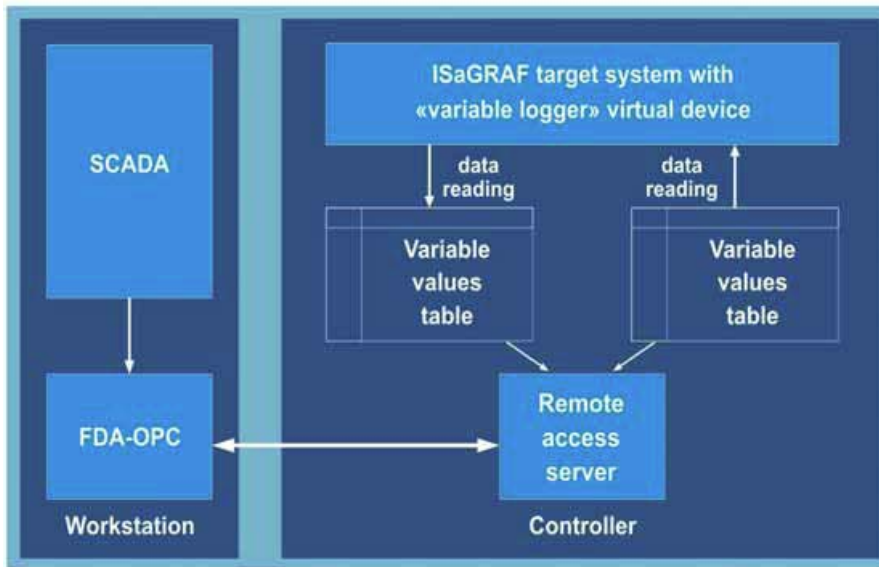 SCADA
FDA-OPC
Workstation
ISaGRAF target system with
«variable logger» virtual device
data
reading
data
reading
Variable
values
table
Variable
values
table
Remote
access
server
Controller